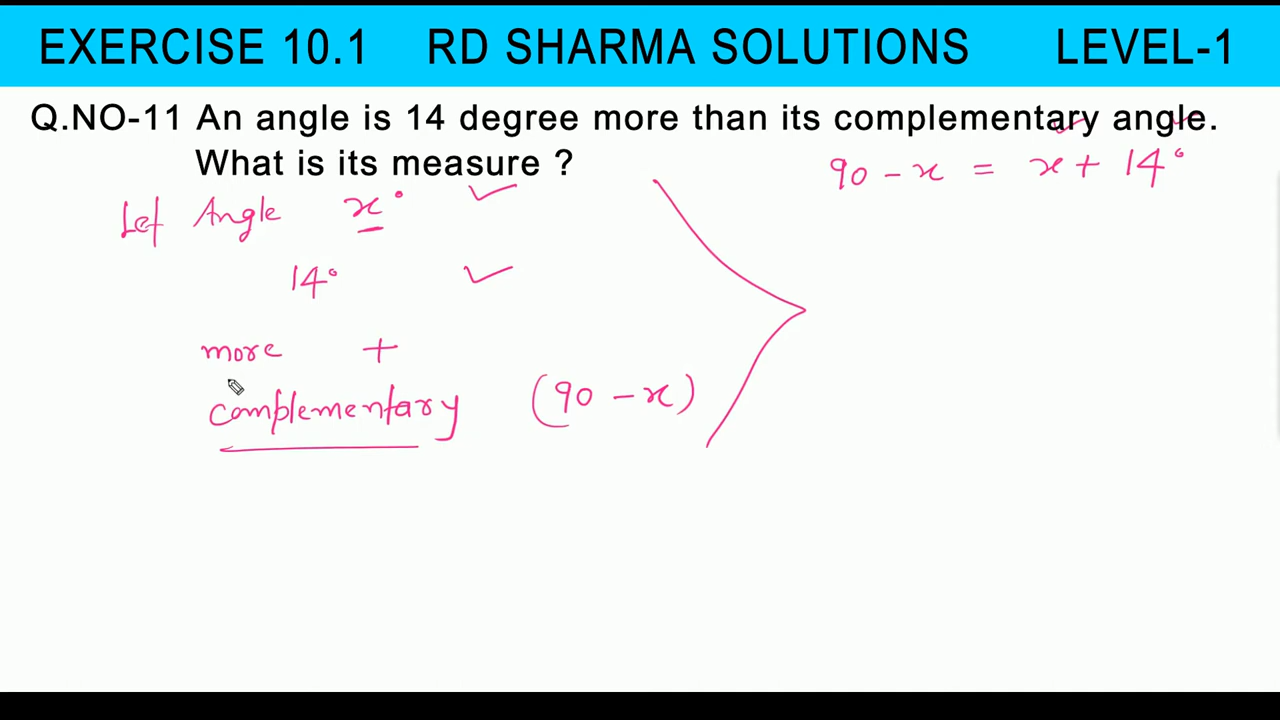 EXERCISE 10.1 RD SHARMA SOLUTIONS LEVEL-1
Q.NO-11 An angle is 14 degree more than its complementary angle.
What is its measure ?
90 - x = x + 14°
Let Angle x°
14°
more +
complementary (90 - x)